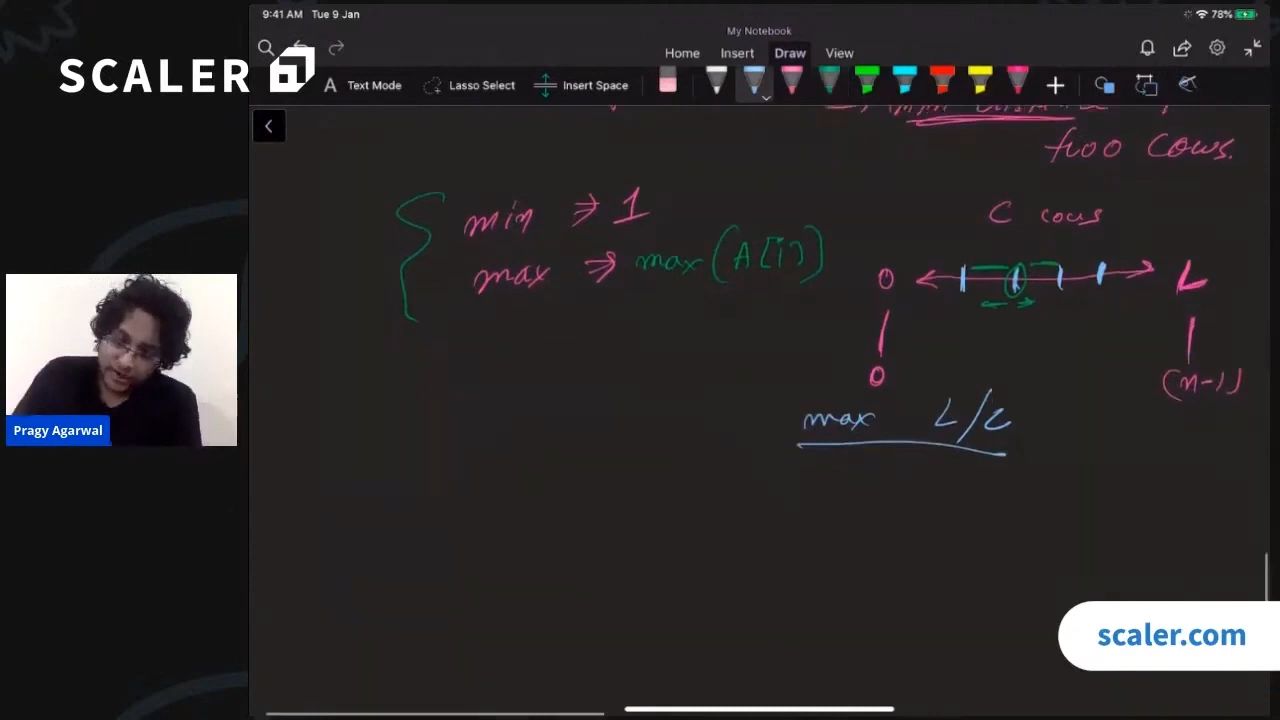 9:41 AM Tue 9 Jan
78%
My Notebook
Home Insert Draw View
SCALER
Text Mode Lasso Select Insert Space
two cows.
min ⇒ 1
C cows
max ⇒ max(A[i])
0 L
0 (n-1)
max L/C
Pragy Agarwal
scaler.com